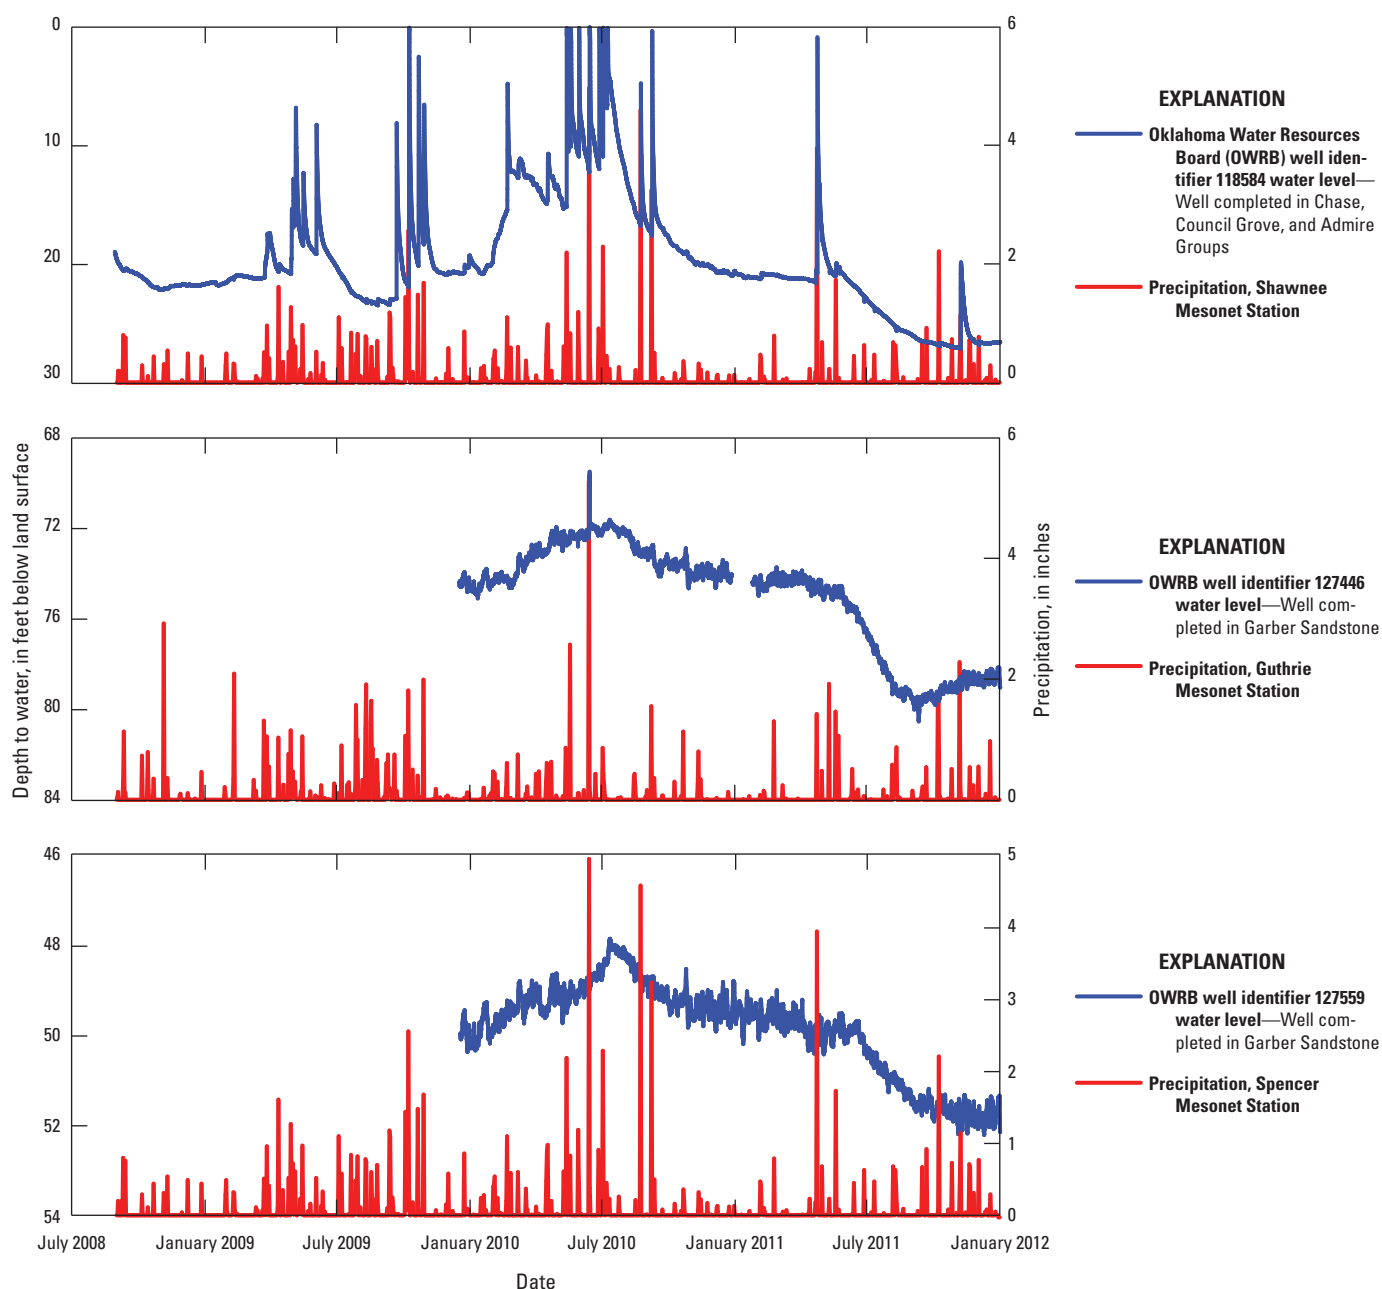 0
10
20
30
6
4
2
0
EXPLANATION
Oklahoma Water Resources
Board (OWRB) well iden-
tifier 118584 water level—
Well completed in Chase,
Council Grove, and Admire
Groups
Precipitation, Shawnee
Mesonet Station
Depth to water, in feet below land surface
68
72
76
80
84
6
4
2
0
Precipitation, in inches
EXPLANATION
OWRB well identifier 127446
water level—Well com-
pleted in Garber Sandstone
Precipitation, Guthrie
Mesonet Station
46
48
50
52
54
5
4
3
2
1
0
EXPLANATION
OWRB well identifier 127559
water level—Well com-
pleted in Garber Sandstone
Precipitation, Spencer
Mesonet Station
July 2008 January 2009 July 2009 January 2010 July 2010 January 2011 July 2011 January 2012
Date